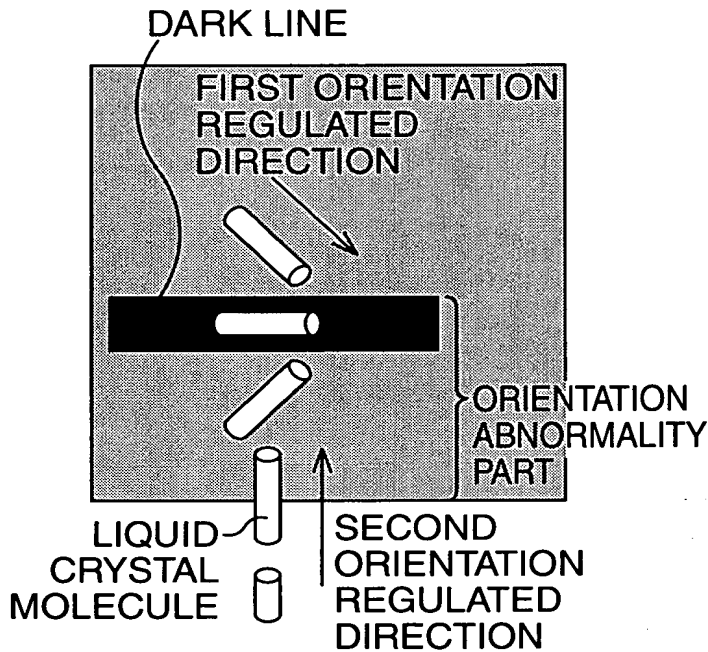 DARK LINE
FIRST ORIENTATION
REGULATED
DIRECTION
ORIENTATION
ABNORMALITY
PART
LIQUID
CRYSTAL
MOLECULE
SECOND
ORIENTATION
REGULATED
DIRECTION